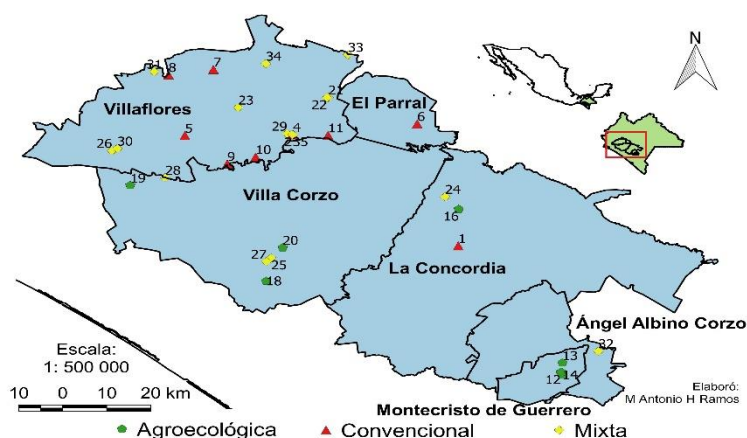 33
N
34
31
7
8
El Parral
Villaflores
21
22
23
6
29 4
5
11
235
26 30
10
9
28
19
Villa Corzo
24
16
20
1
27
La Concordia
25
18
Ángel Albino Corzo
Escala:
1: 500 000
32
13
12 14
10 0 10 20 km
Elaboró:
M Antonio H Ramos
Montecristo de Guerrero
Agroecológica Convencional Mixta